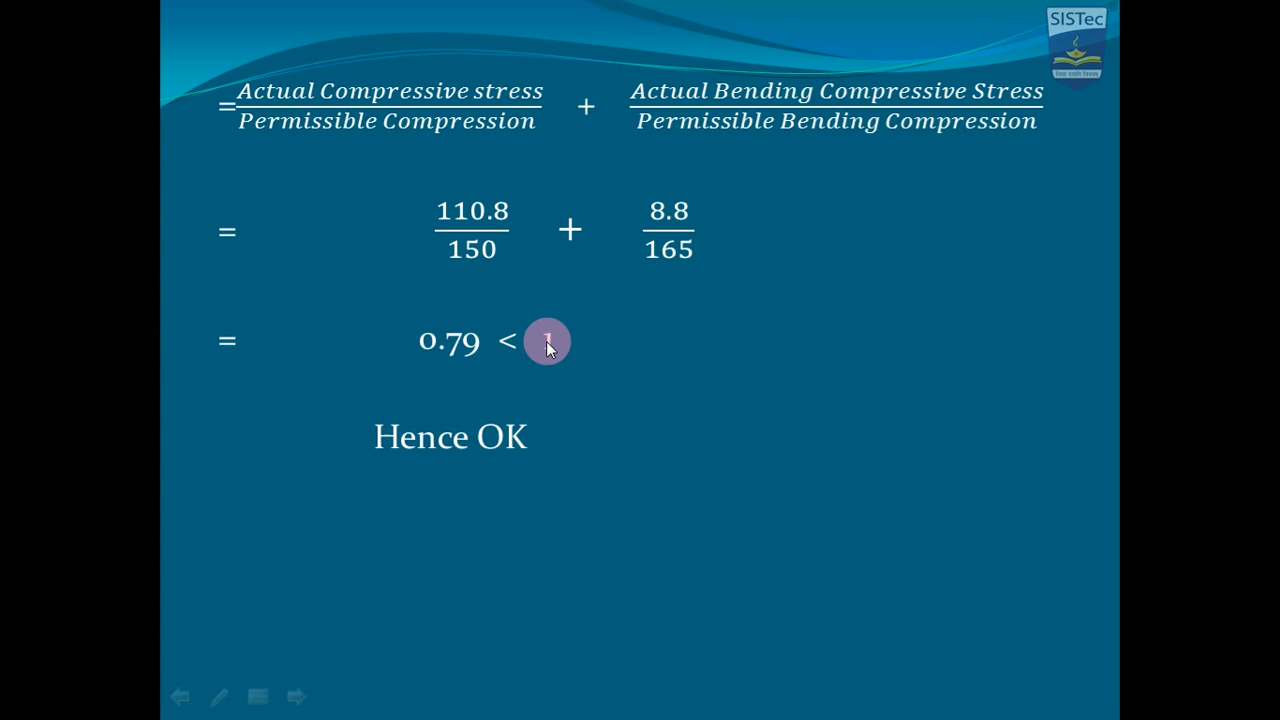 SISTec
= Actual Compressive stress / Permissible Compression + Actual Bending Compressive Stress / Permissible Bending Compression
= 110.8 / 150 + 8.8 / 165
= 0.79 < 1
Hence OK